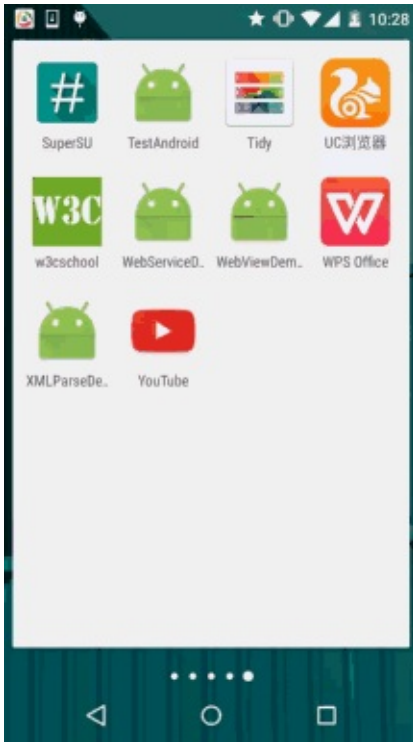 10:28
#
SuperSU
TestAndroid
Tidy
UC浏览器
W3C
w3cschool
WebServiceD..
WebViewDem..
W
WPS Office
XMLParseDe..
YouTube